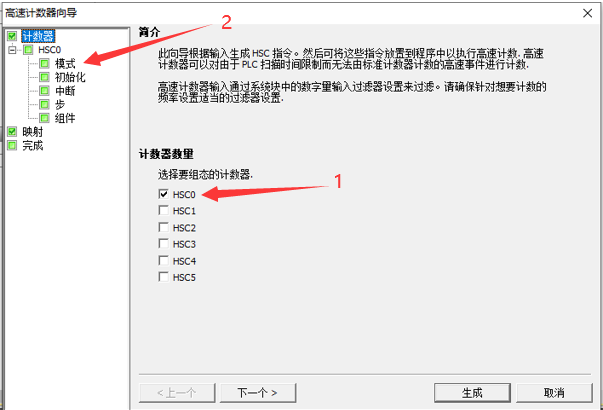 高速计数器向导
2
计数器
HSC0
模式
初始化
中断
步
组件
映射
完成
简介
此向导根据输入生成 HSC 指令。然后可将这些指令放置到程序中以执行高速计数. 高速
计数器可以对由于 PLC 扫描时间限制而无法由标准计数器计数的高速事件进行计数.
高速计数器输入通过系统块中的数字量输入过滤器设置来过滤。请确保针对想要计数的
频率设置适当的过滤器设置.
计数器数量
选择要组态的计数器.
1
HSC0
HSC1
HSC2
HSC3
HSC4
HSC5
< 上一个
下一个 >
生成
取消